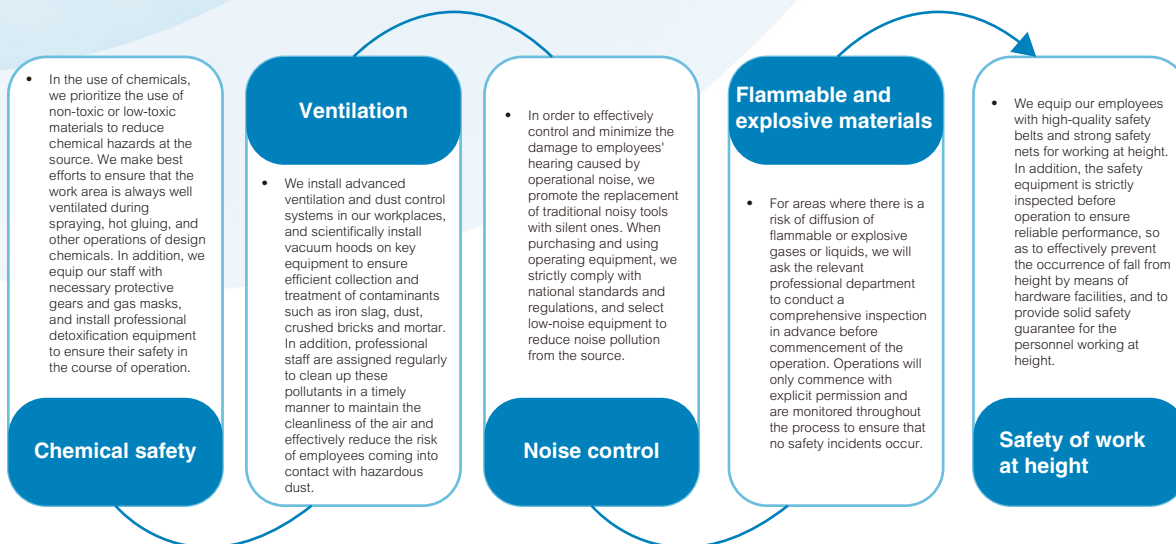 • In the use of chemicals,
we prioritize the use of
non-toxic or low-toxic
materials to reduce
chemical hazards at the
source. We make best
efforts to ensure that the
work area is always well
ventilated during
spraying, hot gluing, and
other operations of design
chemicals. In addition, we
equip our staff with
necessary protective
gears and gas masks,
and install professional
detoxification equipment
to ensure their safety in
the course of operation.
Chemical safety
Ventilation
• We install advanced
ventilation and dust control
systems in our workplaces,
and scientifically install
vacuum hoods on key
equipment to ensure
efficient collection and
treatment of contaminants
such as iron slag, dust,
crushed bricks and mortar.
In addition, professional
staff are assigned regularly
to clean up these
pollutants in a timely
manner to maintain the
cleanliness of the air and
effectively reduce the risk
of employees coming into
contact with hazardous
dust.
• In order to effectively
control and minimize the
damage to employees'
hearing caused by
operational noise, we
promote the replacement
of traditional noisy tools
with silent ones. When
purchasing and using
operating equipment, we
strictly comply with
national standards and
regulations, and select
low-noise equipment to
reduce noise pollution
from the source.
Noise control
Flammable and
explosive materials
• For areas where there is a
risk of diffusion of
flammable or explosive
gases or liquids, we will
ask the relevant
professional department
to conduct a
comprehensive inspection
in advance before
commencement of the
operation. Operations will
only commence with
explicit permission and
are monitored throughout
the process to ensure that
no safety incidents occur.
• We equip our employees
with high-quality safety
belts and strong safety
nets for working at height.
In addition, the safety
equipment is strictly
inspected before
operation to ensure
reliable performance, so
as to effectively prevent
the occurrence of fall from
height by means of
hardware facilities, and to
provide solid safety
guarantee for the
personnel working at
height.
Safety of work
at height